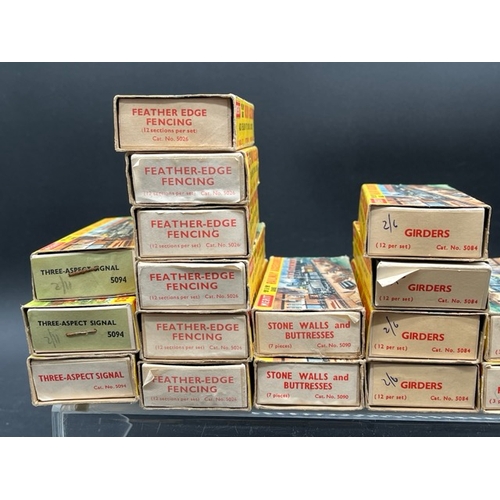 FEATHER EDGE
FENCING
(12 sections per set)
Cat. No. 5026
FEATHER-EDGE
FENCING
FEATHER-EDGE
FENCING
(12 sections per set) Cat. No. 5026
FEATHER-EDGE
FENCING
(12 sections per set) Cat. No. 5026
FEATHER-EDGE
FENCING
(12 sections per set) Cat. No. 5026
FEATHER-EDGE
FENCING
(12 sections per set) Cat. No. 5026
THREE-ASPECT SIGNAL
2/11
5094
THREE-ASPECT SIGNAL
5094
THREE-ASPECT SIGNAL
Cat. No. 5094
STONE WALLS and
BUTTRESSES
(7 pieces) Cat. No. 5090
STONE WALLS and
BUTTRESSES
(7 pieces) Cat. No. 5090
2/6
GIRDERS
(12 per set) Cat. No. 5084
GIRDERS
Cat. No. 5084
2/6
GIRDERS
(12 per set) Cat. No. 5084
2/6
GIRDERS
(12 per set) Cat. No. 5084